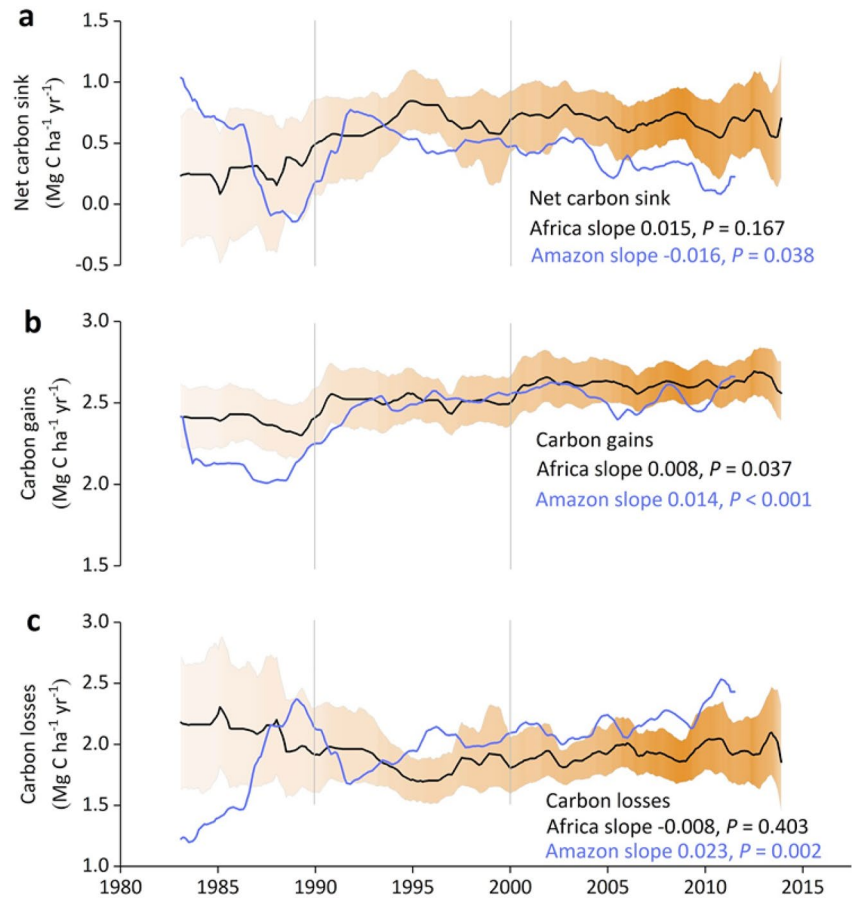 a
1.5
1.0
0.5
0.0
-0.5
Net carbon sink
(Mg C ha⁻¹ yr⁻¹)
Net carbon sink
Africa slope 0.015, P = 0.167
Amazon slope -0.016, P = 0.038
b
3.0
2.5
2.0
1.5
Carbon gains
(Mg C ha⁻¹ yr⁻¹)
Carbon gains
Africa slope 0.008, P = 0.037
Amazon slope 0.014, P < 0.001
c
3.0
2.5
2.0
1.5
1.0
Carbon losses
(Mg C ha⁻¹ yr⁻¹)
Carbon losses
Africa slope -0.008, P = 0.403
Amazon slope 0.023, P = 0.002
1980 1985 1990 1995 2000 2005 2010 2015